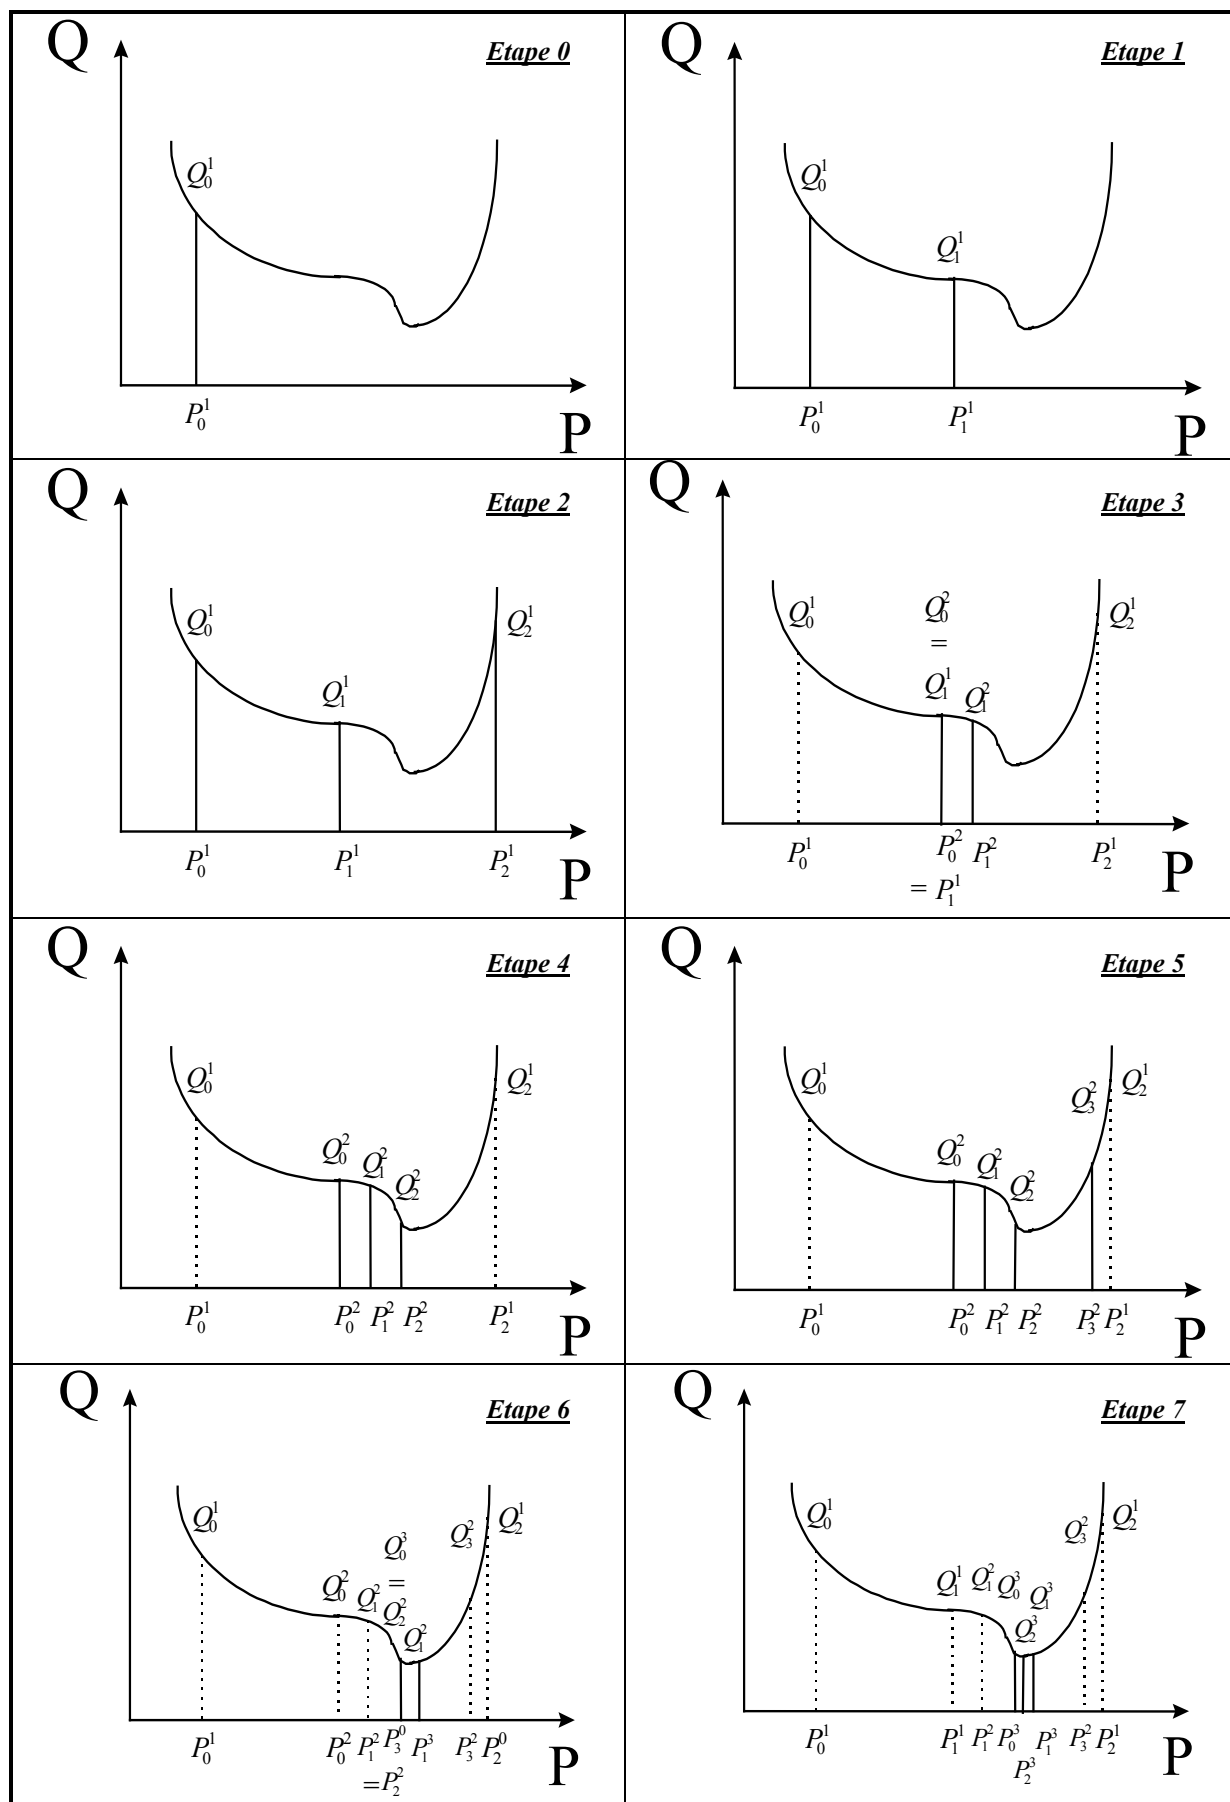 Q
Etape 0
Q_0^1
P_0^1
P
Q
Etape 1
Q_0^1
Q_1^1
P_0^1 P_1^1
P
Q
Etape 2
Q_0^1 Q_2^1
Q_1^1
P_0^1 P_1^1 P_2^1
P
Q
Etape 3
Q_0^1 Q_0^2 Q_2^1
=
Q_1^1 Q_1^2
P_0^1 P_0^2 P_1^2 P_2^1
= P_1^1
P
Q
Etape 4
Q_0^1 Q_2^1
Q_0^2 Q_1^2
Q_2^2
P_0^1 P_0^2 P_1^2 P_2^2 P_2^1
P
Q
Etape 5
Q_0^1 Q_3^2 Q_2^1
Q_0^2 Q_1^2
Q_2^2
P_0^1 P_0^2 P_1^2 P_2^2 P_3^2 P_2^1
P
Q
Etape 6
Q_0^1 Q_2^1
Q_0^3 Q_3^2
=
Q_0^2 Q_1^2 Q_2^2
Q_1^2
P_0^1 P_0^2 P_1^2 P_3^0 P_1^3 P_3^2 P_2^0
=P_2^2
P
Q
Etape 7
Q_0^1 Q_2^1
Q_3^2
Q_1^1 Q_1^2 Q_0^3 Q_1^3
Q_2^3
P_0^1 P_1^1 P_1^2 P_0^3 P_1^3 P_3^2 P_2^1
P_2^3
P